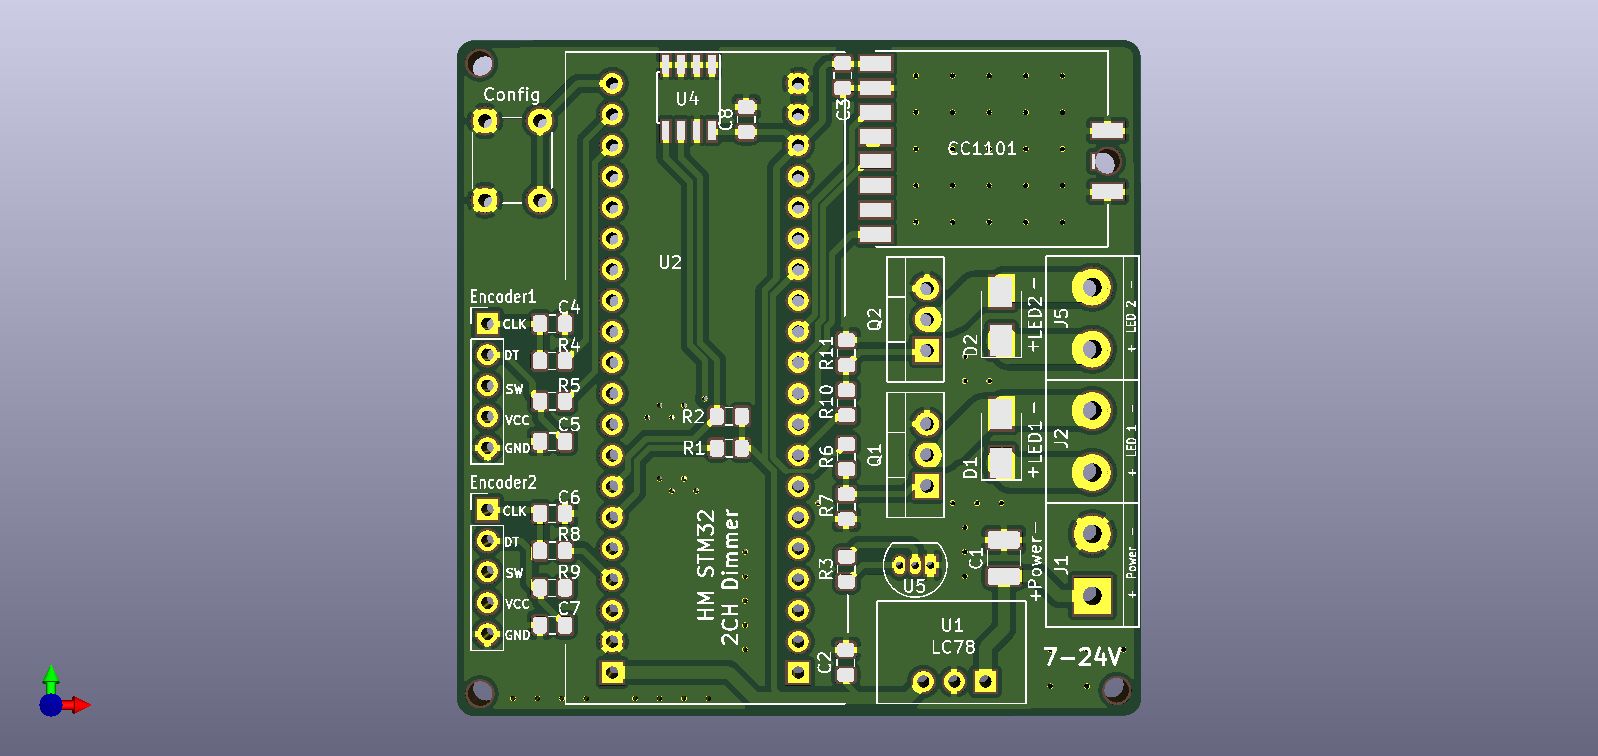 Config
U4
C8
C3
CC1101
U2
Encoder1
CLK
DT
SW
VCC
GND
C4
R4
R5
C5
R2
R1
Encoder2
CLK
DT
SW
VCC
GND
C6
R8
R9
C7
HM STM32
2CH Dimmer
R11
R10
R6
R7
R3
C2
Q2
Q1
D2
+LED2-
J5
+ LED 2 -
D1
+LED1-
J2
+ LED 1 -
C1
+Power-
J1
+ Power -
U5
U1
LC78
7-24V